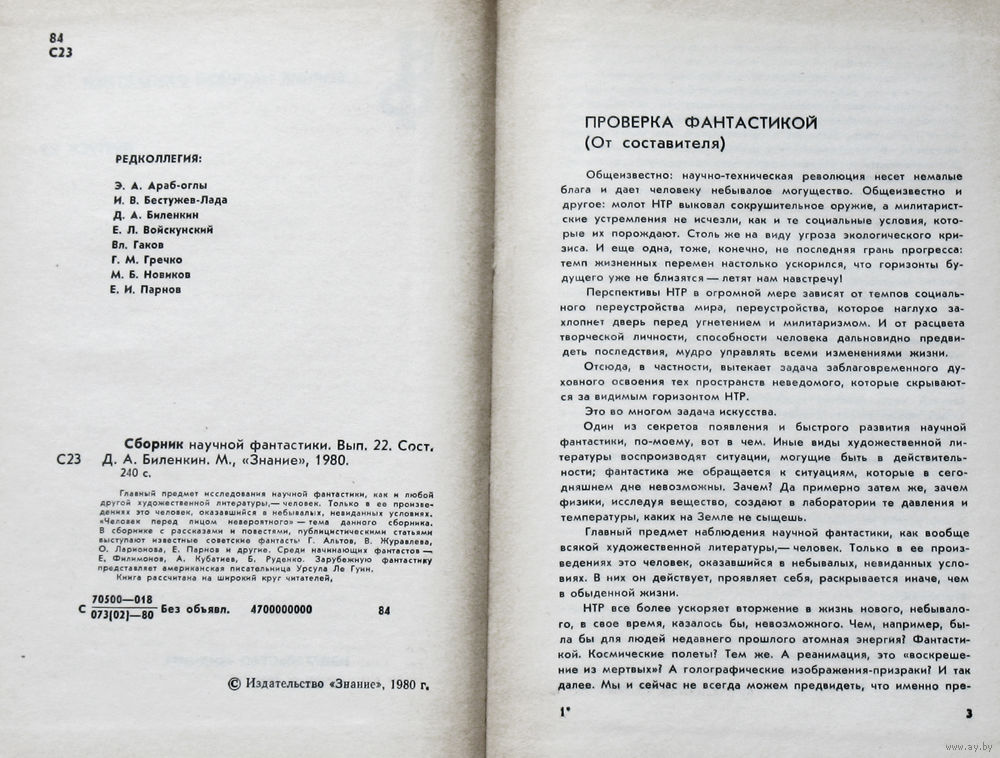 84
С23
РЕДКОЛЛЕГИЯ:
Э. А. Араб-оглы
И. В. Бестужев-Лада
Д. А. Биленкин
Е. Л. Войскунский
Вл. Гаков
Г. М. Гречко
М. Б. Новиков
Е. И. Парнов
Сборник научной фантастики. Вып. 22. Сост.
С23 Д. А. Биленкин. М., «Знание», 1980.
240 с.
Главный предмет исследования научной фантастики, как и любой
другой художественной литературы,— человек. Только в ее произве-
дениях это человек, оказавшийся в небывалых, невиданных условиях.
«Человек перед лицом невероятного» — тема данного сборника.
В сборнике с рассказами и повестями, публицистическими статьями
выступают известные советские фантасты Г. Альтов, В. Журавлева,
О. Ларионова, Е. Парнов и другие. Среди начинающих фантастов —
Е. Филимонов, А. Кубатиев, Б. Руденко. Зарубежную фантастику
представляет американская писательница Урсула Ле Гуин.
Книга рассчитана на широкий круг читателей,
С 70500—018
073(02)—80 Без объявл. 4700000000 84
© Издательство «Знание», 1980 г.
ПРОВЕРКА ФАНТАСТИКОЙ
(От составителя)
Общеизвестно: научно-техническая революция несет немалые
блага и дает человеку небывалое могущество. Общеизвестно и
другое: молот НТР выковал сокрушительное оружие, а милитарист-
ские устремления не исчезли, как и те социальные условия, кото-
рые их порождают. Столь же на виду угроза экологического кри-
зиса. И еще одна, тоже, конечно, не последняя грань прогресса:
темп жизненных перемен настолько ускорился, что горизонты бу-
дущего уже не близятся — летят нам навстречу!
Перспективы НТР в огромной мере зависят от темпов социаль-
ного переустройства мира, переустройства, которое наглухо за-
хлопнет дверь перед угнетением и милитаризмом. И от расцвета
творческой личности, способности человека дальновидно предви-
деть последствия, мудро управлять всеми изменениями жизни.
Отсюда, в частности, вытекает задача заблаговременного ду-
ховного освоения тех пространств неведомого, которые скрывают-
ся за видимым горизонтом НТР.
Это во многом задача искусства.
Один из секретов появления и быстрого развития научной
фантастики, по-моему, вот в чем. Иные виды художественной ли-
тературы воспроизводят ситуации, могущие быть в действитель-
ности; фантастика же обращается к ситуациям, которые в сего-
дняшнем дне невозможны. Зачем? Да примерно затем же, зачем
физики, исследуя вещество, создают в лаборатории те давления и
температуры, каких на Земле не сыщешь.
Главный предмет наблюдения научной фантастики, как вообще
всякой художественной литературы,— человек. Только в ее произ-
ведениях это человек, оказавшийся в небывалых, невиданных усло-
виях. В них он действует, проявляет себя, раскрывается иначе, чем
в обыденной жизни.
НТР все более ускоряет вторжение в жизнь нового, небывало-
го, в свое время, казалось бы, невозможного. Чем, например, бы-
ла бы для людей недавнего прошлого атомная энергия? Фантасти-
кой. Космические полеты? Тем же. А реанимация, это «воскреше-
ние из мертвых»? А голографические изображения-призраки? И так
далее. Мы и сейчас не всегда можем предвидеть, что именно пре-
1*
3
www.ay.by